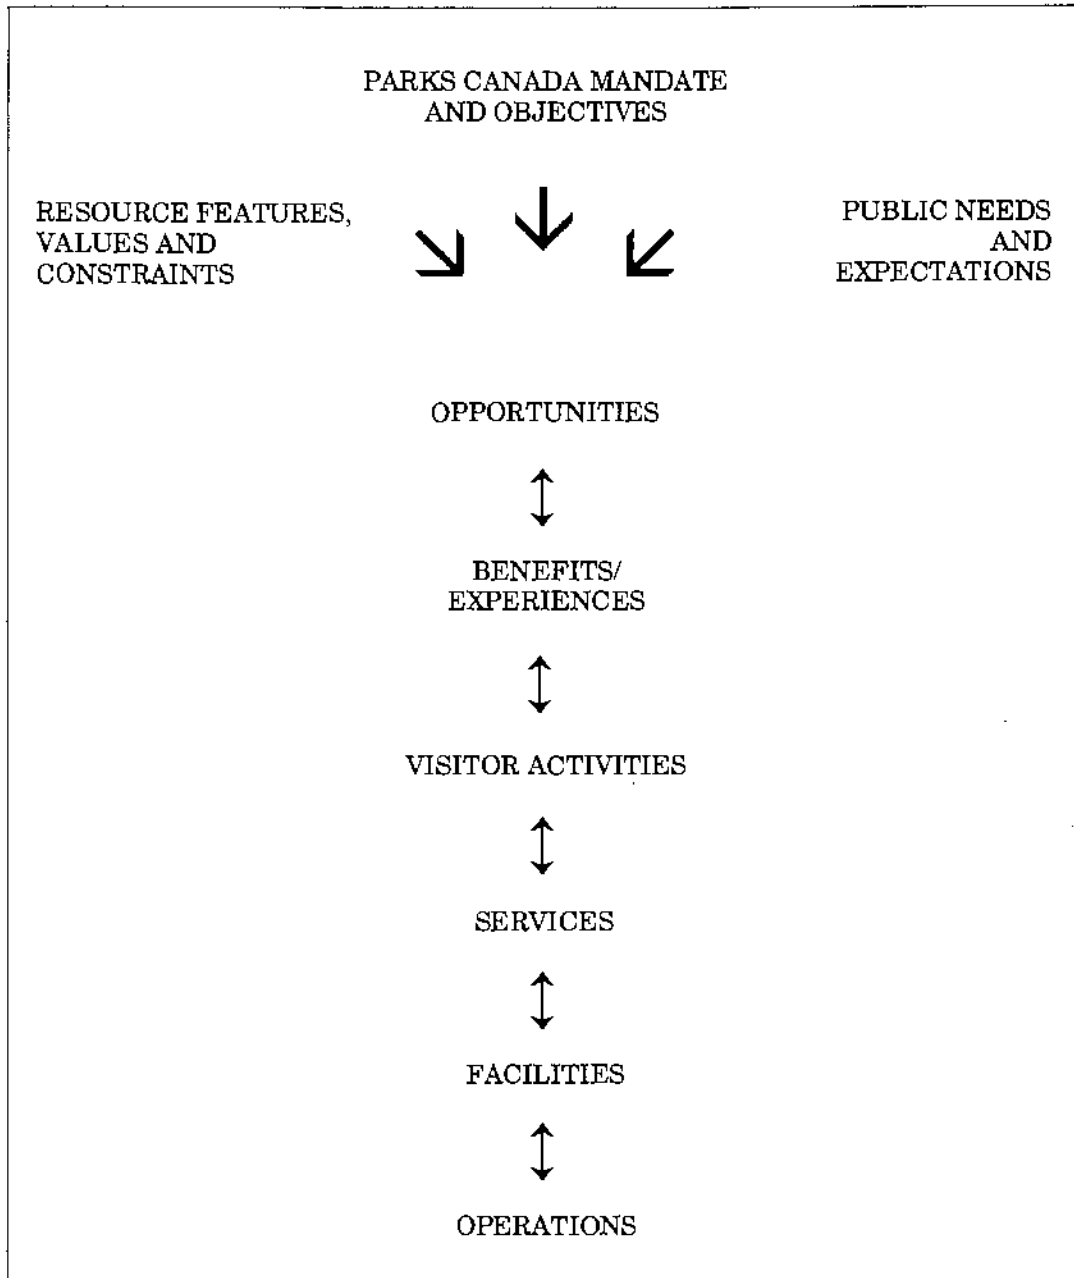 PARKS CANADA MANDATE
AND OBJECTIVES
RESOURCE FEATURES,
VALUES AND
CONSTRAINTS
PUBLIC NEEDS
AND
EXPECTATIONS
OPPORTUNITIES
BENEFITS/
EXPERIENCES
VISITOR ACTIVITIES
SERVICES
FACILITIES
OPERATIONS